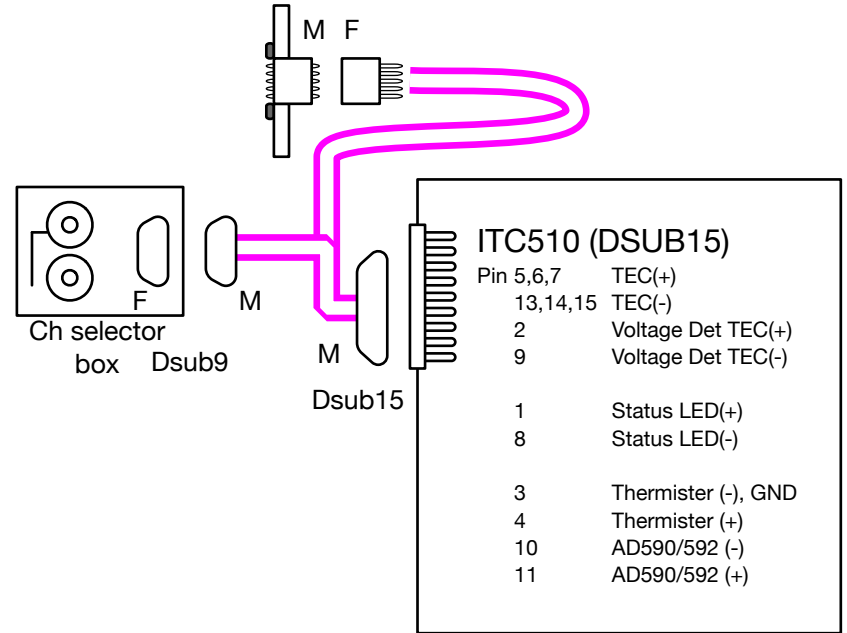 M F
F
M
Ch selector
box
Dsub9
M
Dsub15
ITC510 (DSUB15)
Pin 5,6,7 TEC(+)
13,14,15 TEC(-)
2 Voltage Det TEC(+)
9 Voltage Det TEC(-)
1 Status LED(+)
8 Status LED(-)
3 Thermister (-), GND
4 Thermister (+)
10 AD590/592 (-)
11 AD590/592 (+)